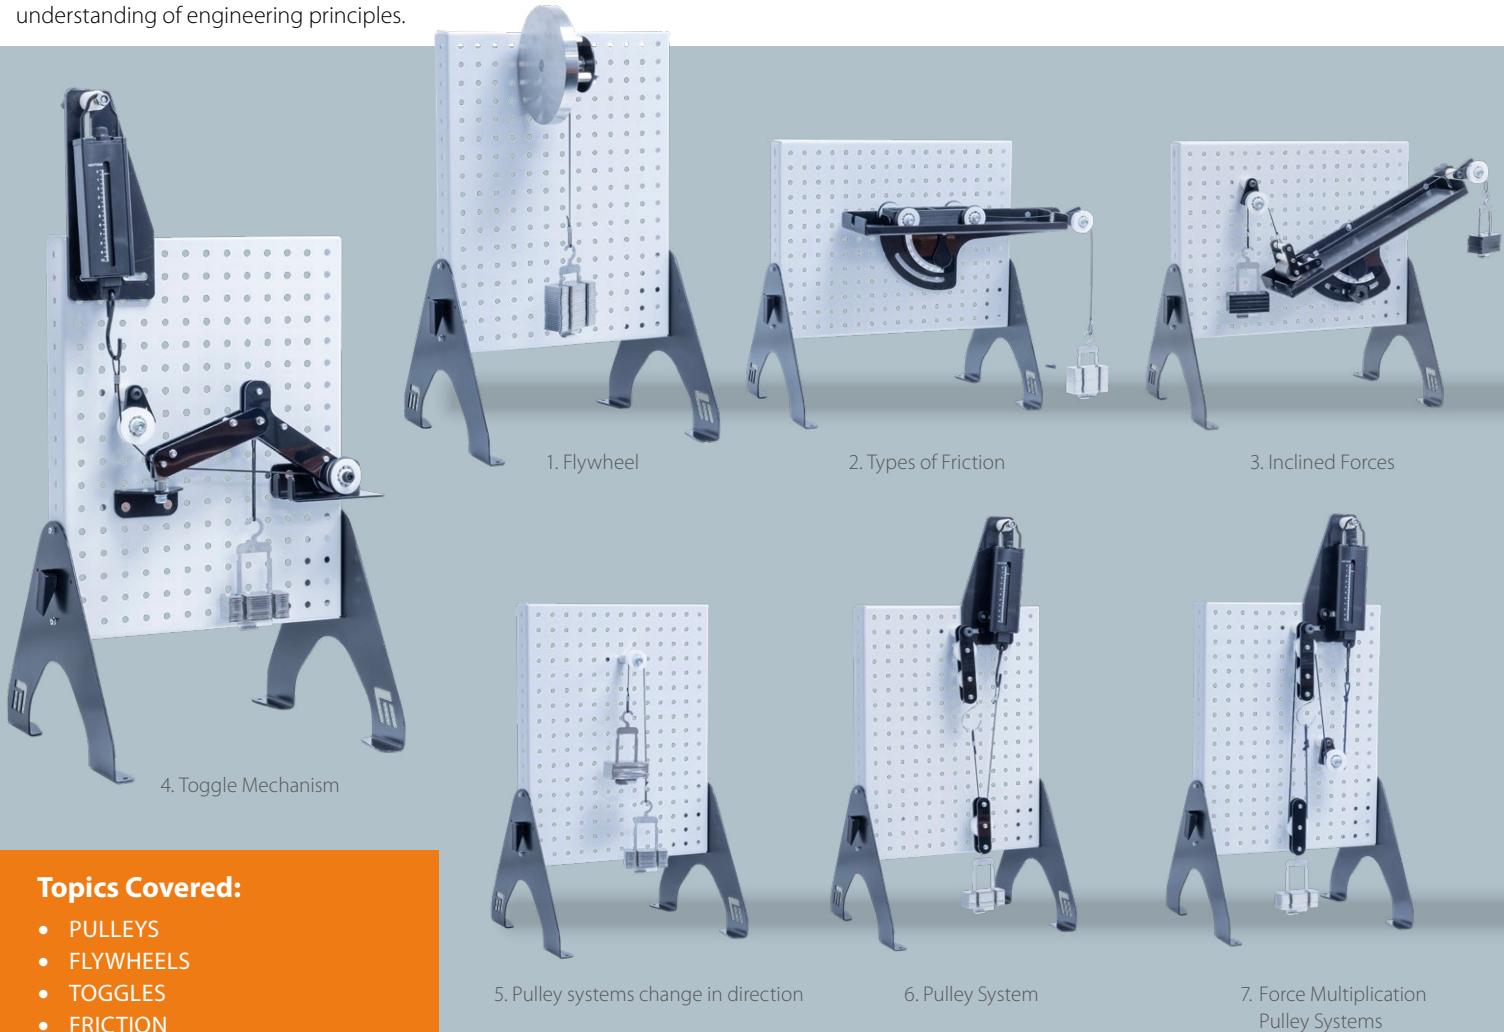 understanding of engineering principles.
1. Flywheel
2. Types of Friction
3. Inclined Forces
4. Toggle Mechanism
5. Pulley systems change in direction
6. Pulley System
7. Force Multiplication
Pulley Systems
Topics Covered:
• PULLEYS
• FLYWHEELS
• TOGGLES
• FRICTION